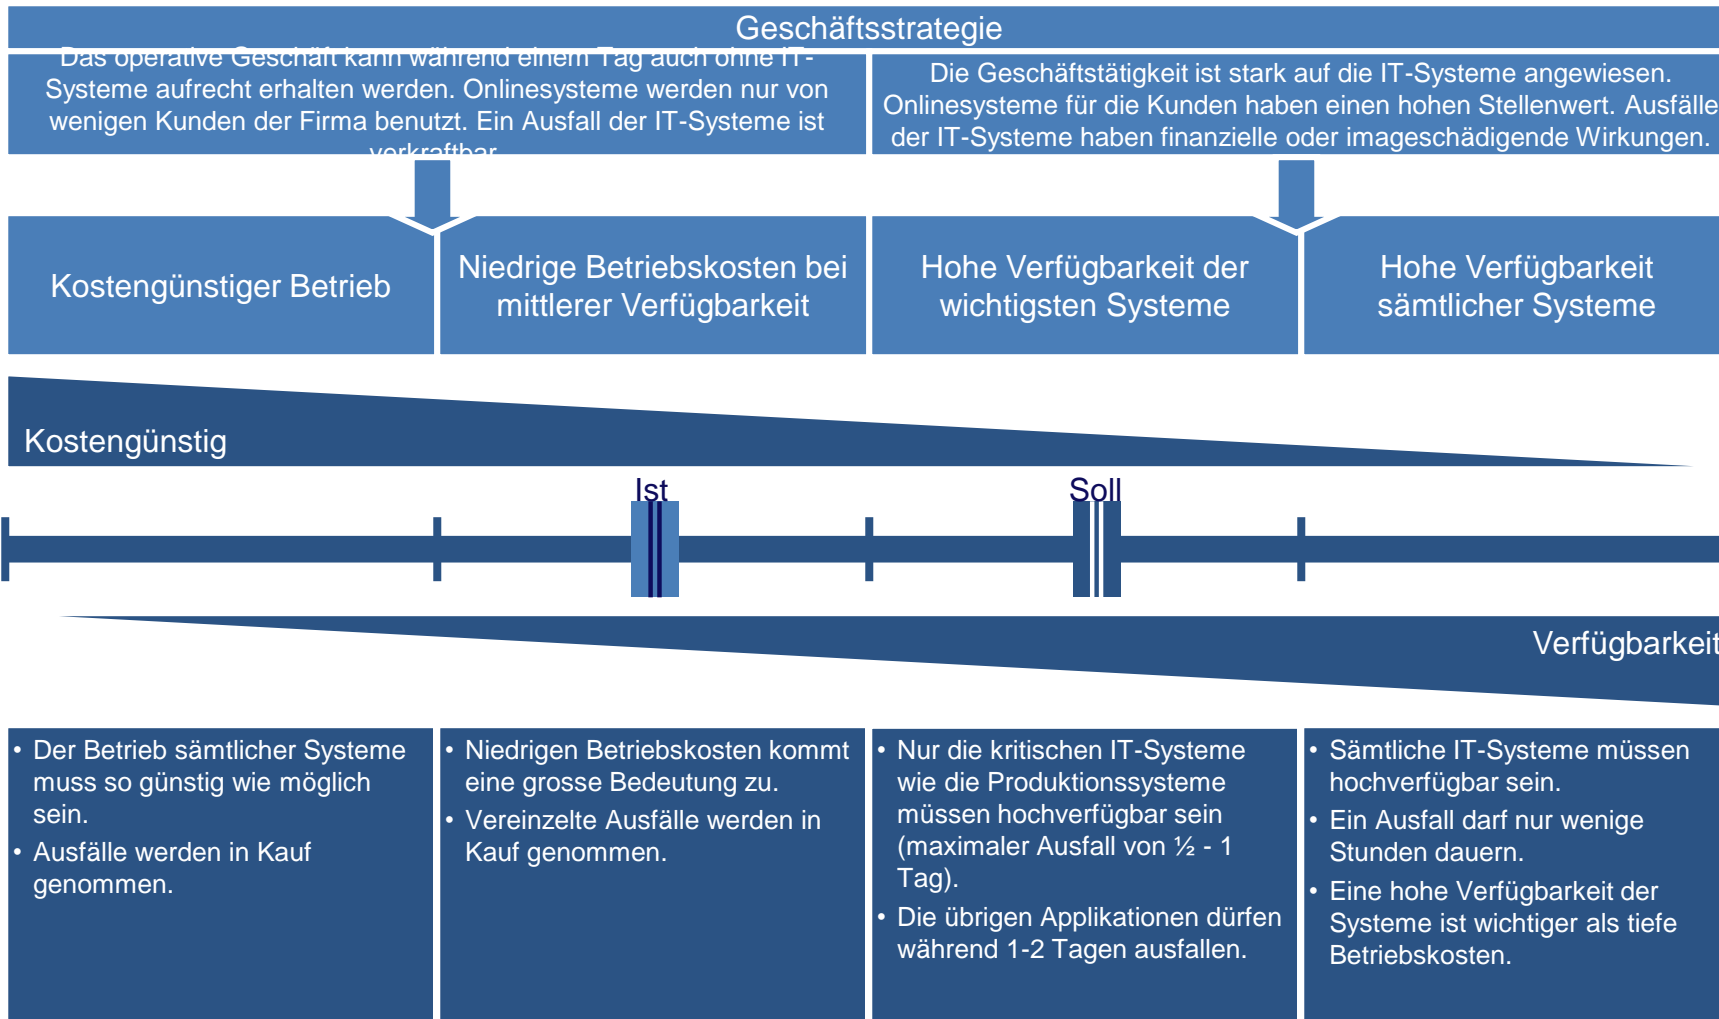 Geschäftsstrategie
Das operative Geschäft kann während einem Tag auch ohne IT-
Systeme aufrecht erhalten werden. Onlinesysteme werden nur von
wenigen Kunden der Firma benutzt. Ein Ausfall der IT-Systeme ist
verkraftbar
Die Geschäftstätigkeit ist stark auf die IT-Systeme angewiesen.
Onlinesysteme für die Kunden haben einen hohen Stellenwert. Ausfälle
der IT-Systeme haben finanzielle oder imageschädigende Wirkungen.
Kostengünstiger Betrieb
Niedrige Betriebskosten bei
mittlerer Verfügbarkeit
Hohe Verfügbarkeit der
wichtigsten Systeme
Hohe Verfügbarkeit
sämtlicher Systeme
Kostengünstig
Ist
Soll
Verfügbarkeit
• Der Betrieb sämtlicher Systeme
muss so günstig wie möglich
sein.
• Ausfälle werden in Kauf
genommen.
• Niedrigen Betriebskosten kommt
eine grosse Bedeutung zu.
• Vereinzelte Ausfälle werden in
Kauf genommen.
• Nur die kritischen IT-Systeme
wie die Produktionssysteme
müssen hochverfügbar sein
(maximaler Ausfall von ½ - 1
Tag).
• Die übrigen Applikationen dürfen
während 1-2 Tagen ausfallen.
• Sämtliche IT-Systeme müssen
hochverfügbar sein.
• Ein Ausfall darf nur wenige
Stunden dauern.
• Eine hohe Verfügbarkeit der
Systeme ist wichtiger als tiefe
Betriebskosten.